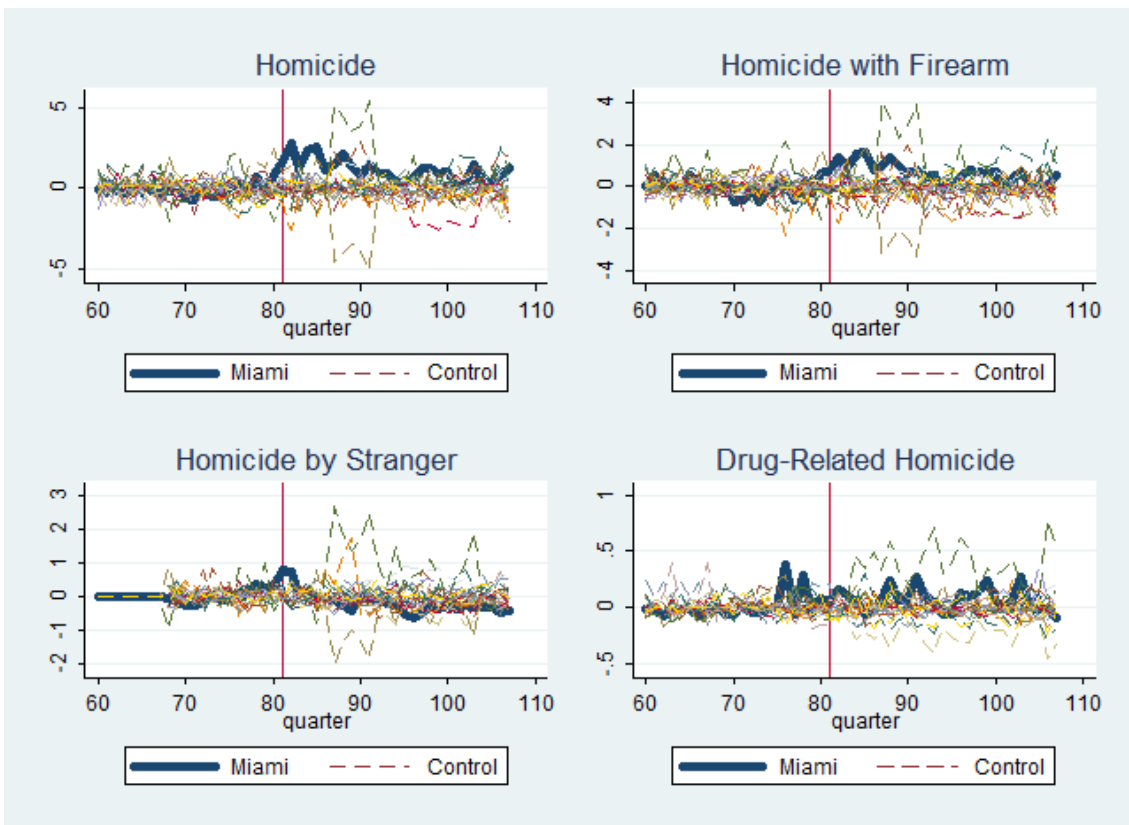 Homicide
5
0
-5
60 70 80 90 100 110
quarter
Miami Control
Homicide with Firearm
4
2
0
-2
-4
60 70 80 90 100 110
quarter
Miami Control
Homicide by Stranger
3
2
1
0
-1
-2
60 70 80 90 100 110
quarter
Miami Control
Drug-Related Homicide
1
.5
0
-.5
60 70 80 90 100 110
quarter
Miami Control